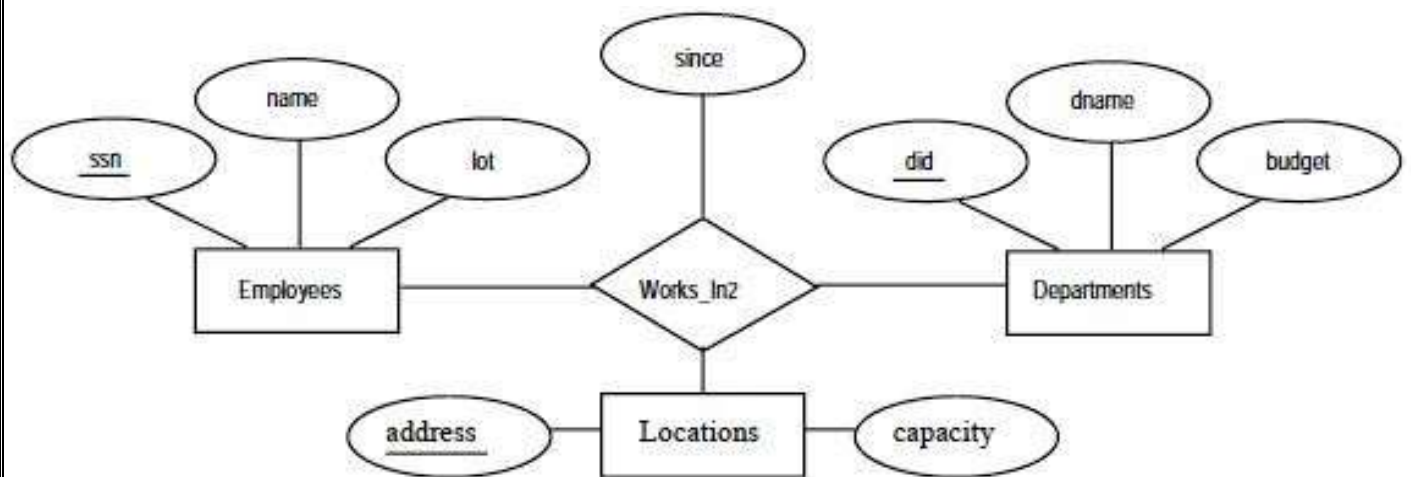 since
name
dname
ssn
lot
did
budget
Employees
Works_In2
Departments
address
Locations
capacity